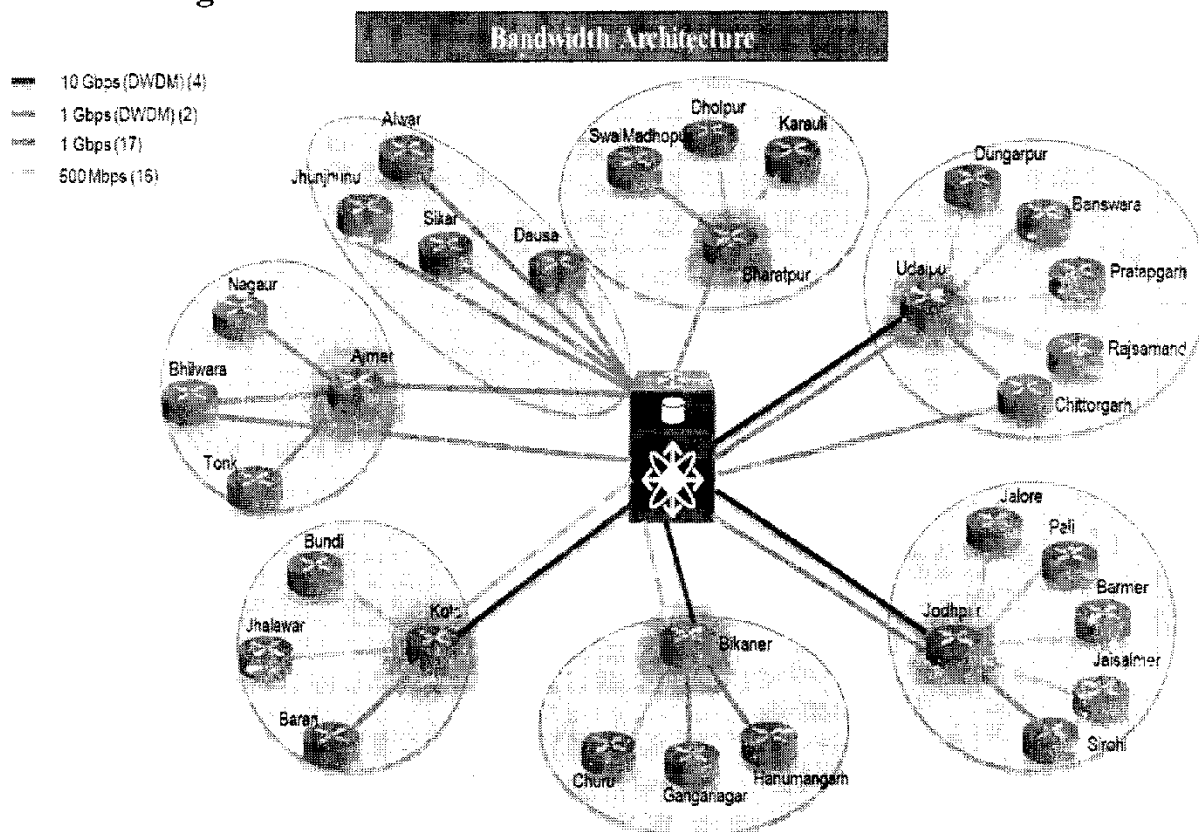 Bandwidth Architecture
10 Gbps (DWDM) (4)
1 Gbps (DWDM) (2)
1 Gbps (17)
500 Mbps (16)
Alwar
Jhunjhunu
Sikar
Dausa
SwaiMadhopur
Dholpur
Karauli
Bharatpur
Dungarpur
Banswara
Udaipur
Pratapgarh
Rajsamand
Chittorgarh
Nagaur
Ajmer
Bhilwara
Tonk
Bundi
Kota
Jhalawar
Baran
Bikaner
Churu
Ganganagar
Hanumangarh
Jalore
Pali
Barmer
Jodhpur
Jaisalmer
Sirohi